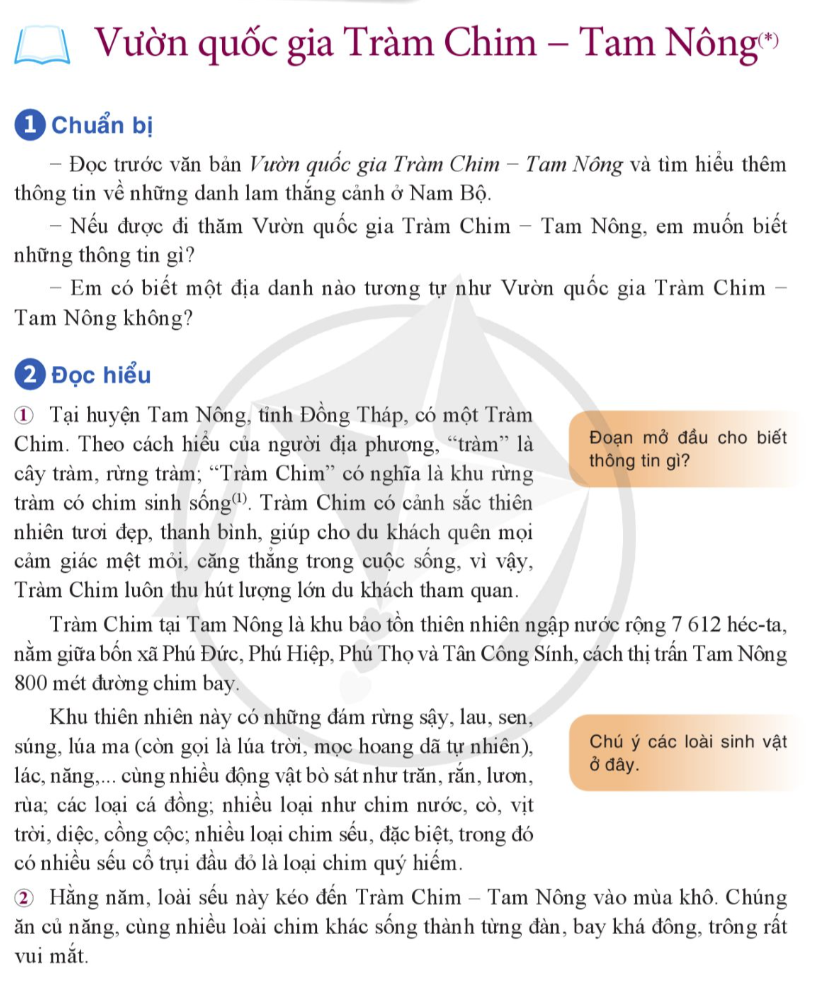 Vườn quốc gia Tràm Chim – Tam Nông(*)
1 Chuẩn bị
– Đọc trước văn bản Vườn quốc gia Tràm Chim – Tam Nông và tìm hiểu thêm
thông tin về những danh lam thắng cảnh ở Nam Bộ.
– Nếu được đi thăm Vườn quốc gia Tràm Chim – Tam Nông, em muốn biết
những thông tin gì?
– Em có biết một địa danh nào tương tự như Vườn quốc gia Tràm Chim –
Tam Nông không?
2 Đọc hiểu
① Tại huyện Tam Nông, tỉnh Đồng Tháp, có một Tràm
Chim. Theo cách hiểu của người địa phương, “tràm” là
cây tràm, rừng tràm; “Tràm Chim” có nghĩa là khu rừng
tràm có chim sinh sống(1). Tràm Chim có cảnh sắc thiên
nhiên tươi đẹp, thanh bình, giúp cho du khách quên mọi
cảm giác mệt mỏi, căng thẳng trong cuộc sống, vì vậy,
Tràm Chim luôn thu hút lượng lớn du khách tham quan.
Đoạn mở đầu cho biết
thông tin gì?
Tràm Chim tại Tam Nông là khu bảo tồn thiên nhiên ngập nước rộng 7 612 héc-ta,
nằm giữa bốn xã Phú Đức, Phú Hiệp, Phú Thọ và Tân Công Sính, cách thị trấn Tam Nông
800 mét đường chim bay.
Khu thiên nhiên này có những đám rừng sậy, lau, sen,
súng, lúa ma (còn gọi là lúa trời, mọc hoang dã tự nhiên),
lác, năng,... cùng nhiều động vật bò sát như trăn, rắn, lươn,
rùa; các loại cá đồng; nhiều loại như chim nước, cò, vịt
trời, diệc, cồng cộc; nhiều loại chim sếu, đặc biệt, trong đó
có nhiều sếu cổ trụi đầu đỏ là loại chim quý hiếm.
Chú ý các loài sinh vật
ở đây.
② Hằng năm, loài sếu này kéo đến Tràm Chim – Tam Nông vào mùa khô. Chúng
ăn củ năng, cùng nhiều loài chim khác sống thành từng đàn, bay khá đông, trông rất
vui mắt.